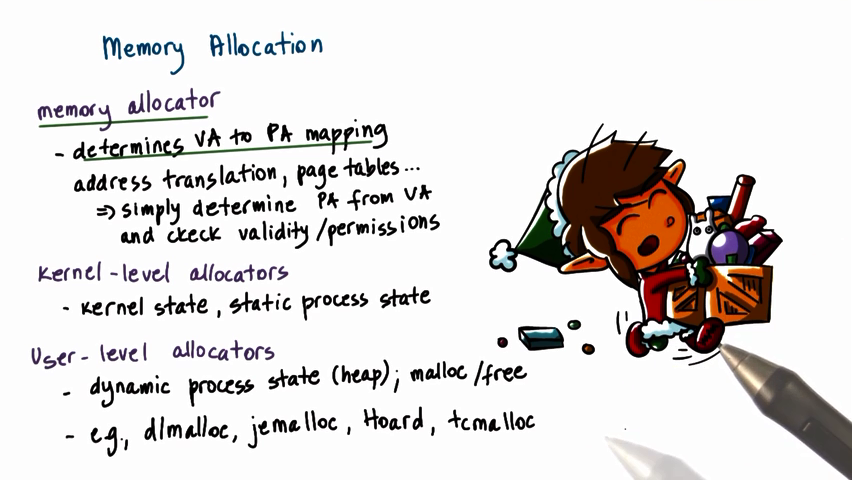 Memory Allocation
memory allocator
- determines VA to PA mapping
address translation, page tables...
=> simply determine PA from VA
and check validity/permissions
Kernel-level allocators
- kernel state, static process state
User-level allocators
- dynamic process state (heap); malloc/free
- e.g., dlmalloc, jemalloc, Hoard, tcmalloc